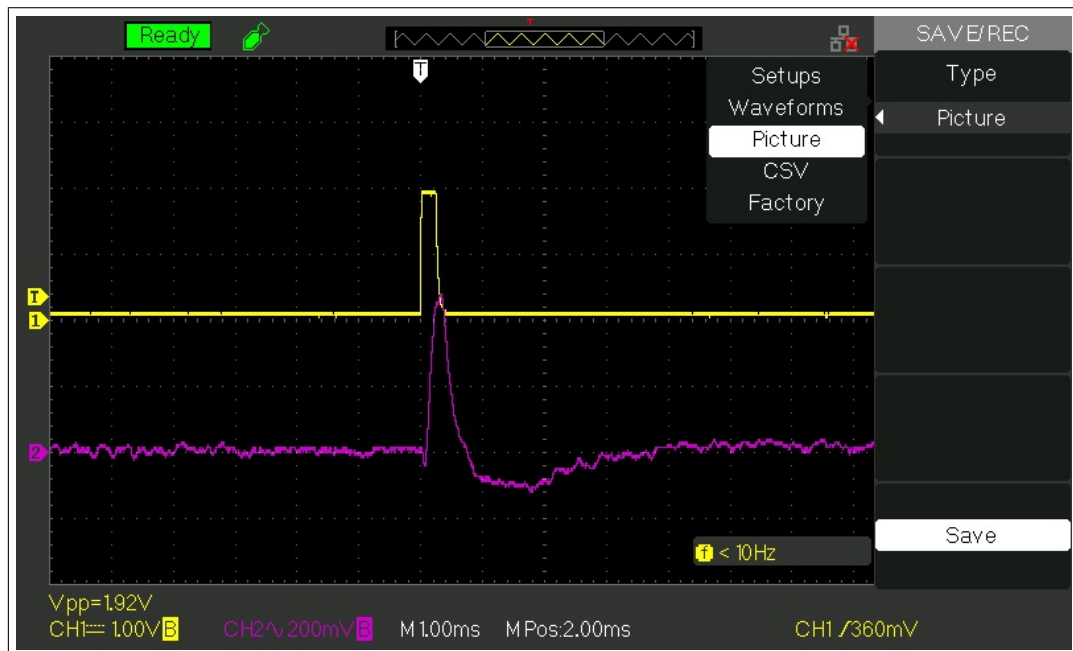 Ready
T
SAVE/REC
T
Type
Setups
Waveforms
Picture
Picture
CSV
Factory
T
1
2
Save
f < 10Hz
Vpp=1.92V
CH1 1.00V B CH2 200mV B M 1.00ms M Pos:2.00ms CH1 /360mV